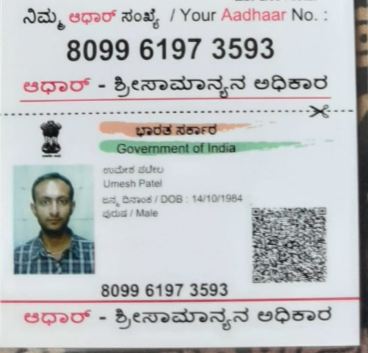 ನಿಮ್ಮ ಆಧಾರ್ ಸಂಖ್ಯೆ / Your Aadhaar No. :
8099 6197 3593
ಆಧಾರ್ - ಶ್ರೀಸಾಮಾನ್ಯನ ಅಧಿಕಾರ
ಭಾರತ ಸರ್ಕಾರ
Government of India
ಉಮೇಶ ಪಟೇಲ
Umesh Patel
ಜನ್ಮ ದಿನಾಂಕ / DOB : 14/10/1984
ಪುರುಷ / Male
8099 6197 3593
ಆಧಾರ್ - ಶ್ರೀಸಾಮಾನ್ಯನ ಅಧಿಕಾರ